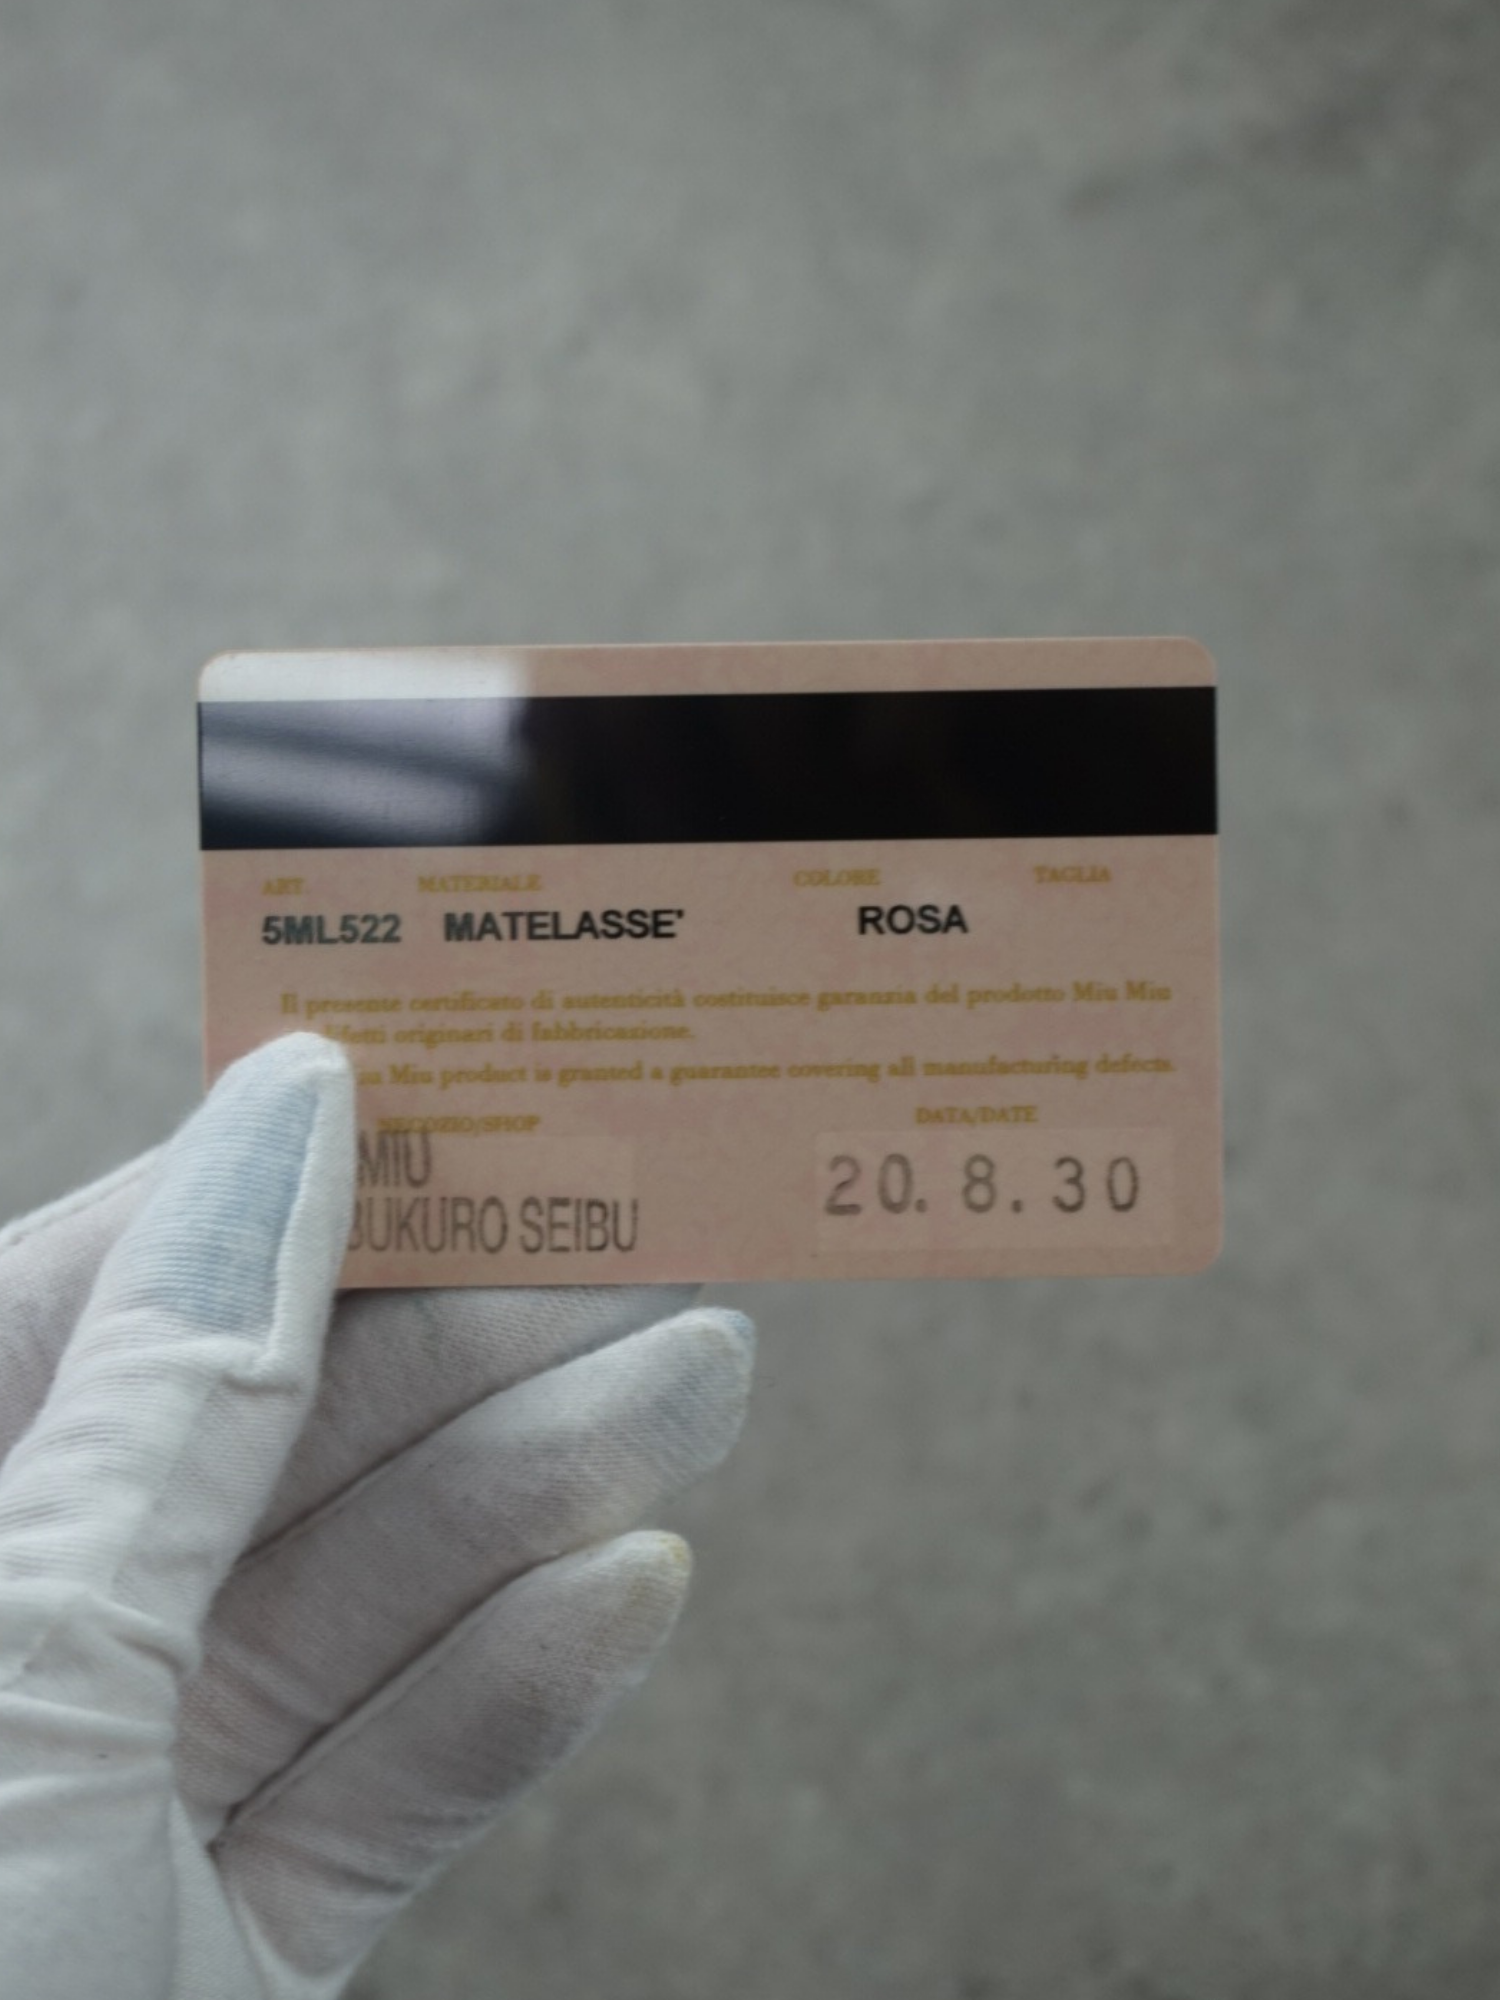 ART. MATERIALE COLORE TAGLIA
5ML522 MATELASSE' ROSA
Il presente certificato di autenticità costituisce garanzia del prodotto Miu Miu
difetti originari di fabbricazione.
Miu product is granted a guarantee covering all manufacturing defects.
NEGOZIO/SHOP DATA/DATE
MIU
BUKURO SEIBU 20. 8. 30